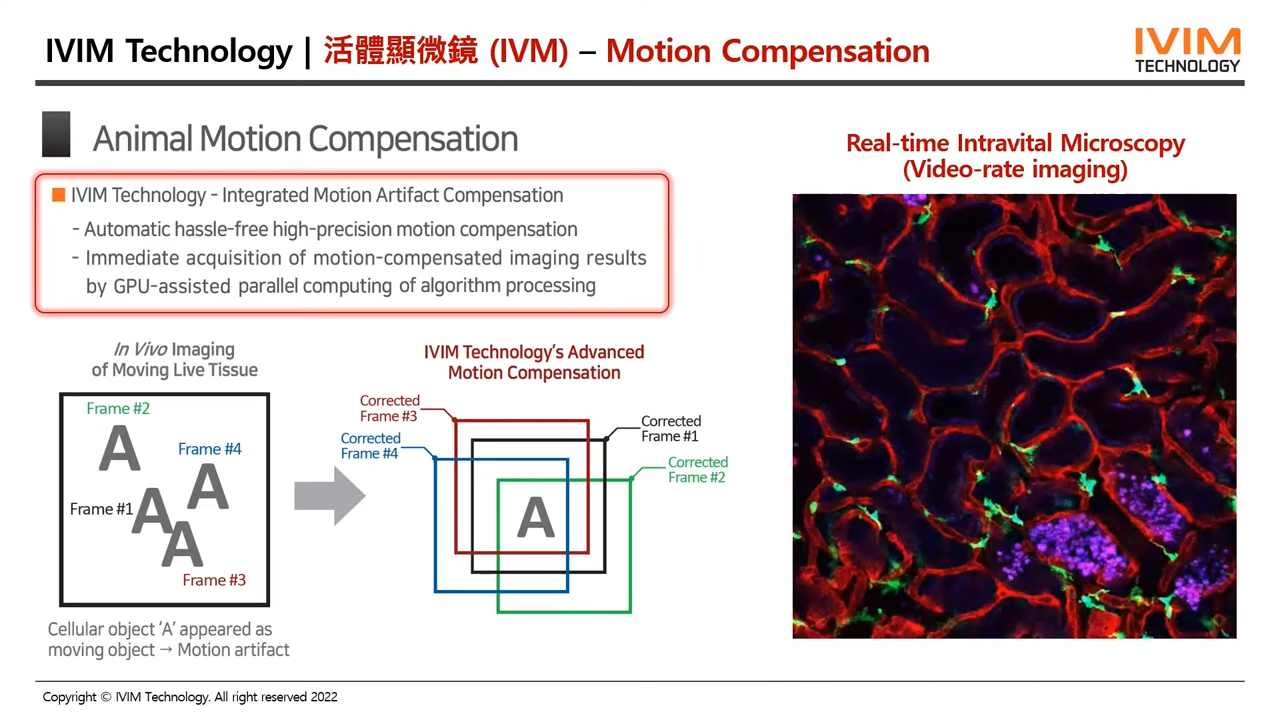 IVIM Technology | 活體顯微鏡 (IVM) – Motion Compensation
IVIM
TECHNOLOGY
Animal Motion Compensation
IVIM Technology - Integrated Motion Artifact Compensation
- Automatic hassle-free high-precision motion compensation
- Immediate acquisition of motion-compensated imaging results
by GPU-assisted parallel computing of algorithm processing
Real-time Intravital Microscopy
(Video-rate imaging)
In Vivo Imaging
of Moving Live Tissue
Frame #2
A
Frame #4
A
Frame #1
A
A
Frame #3
Cellular object ‘A’ appeared as
moving object → Motion artifact
IVIM Technology’s Advanced
Motion Compensation
Corrected
Frame #3
Corrected
Frame #4
Corrected
Frame #1
Corrected
Frame #2
A
Copyright © IVIM Technology. All right reserved 2022